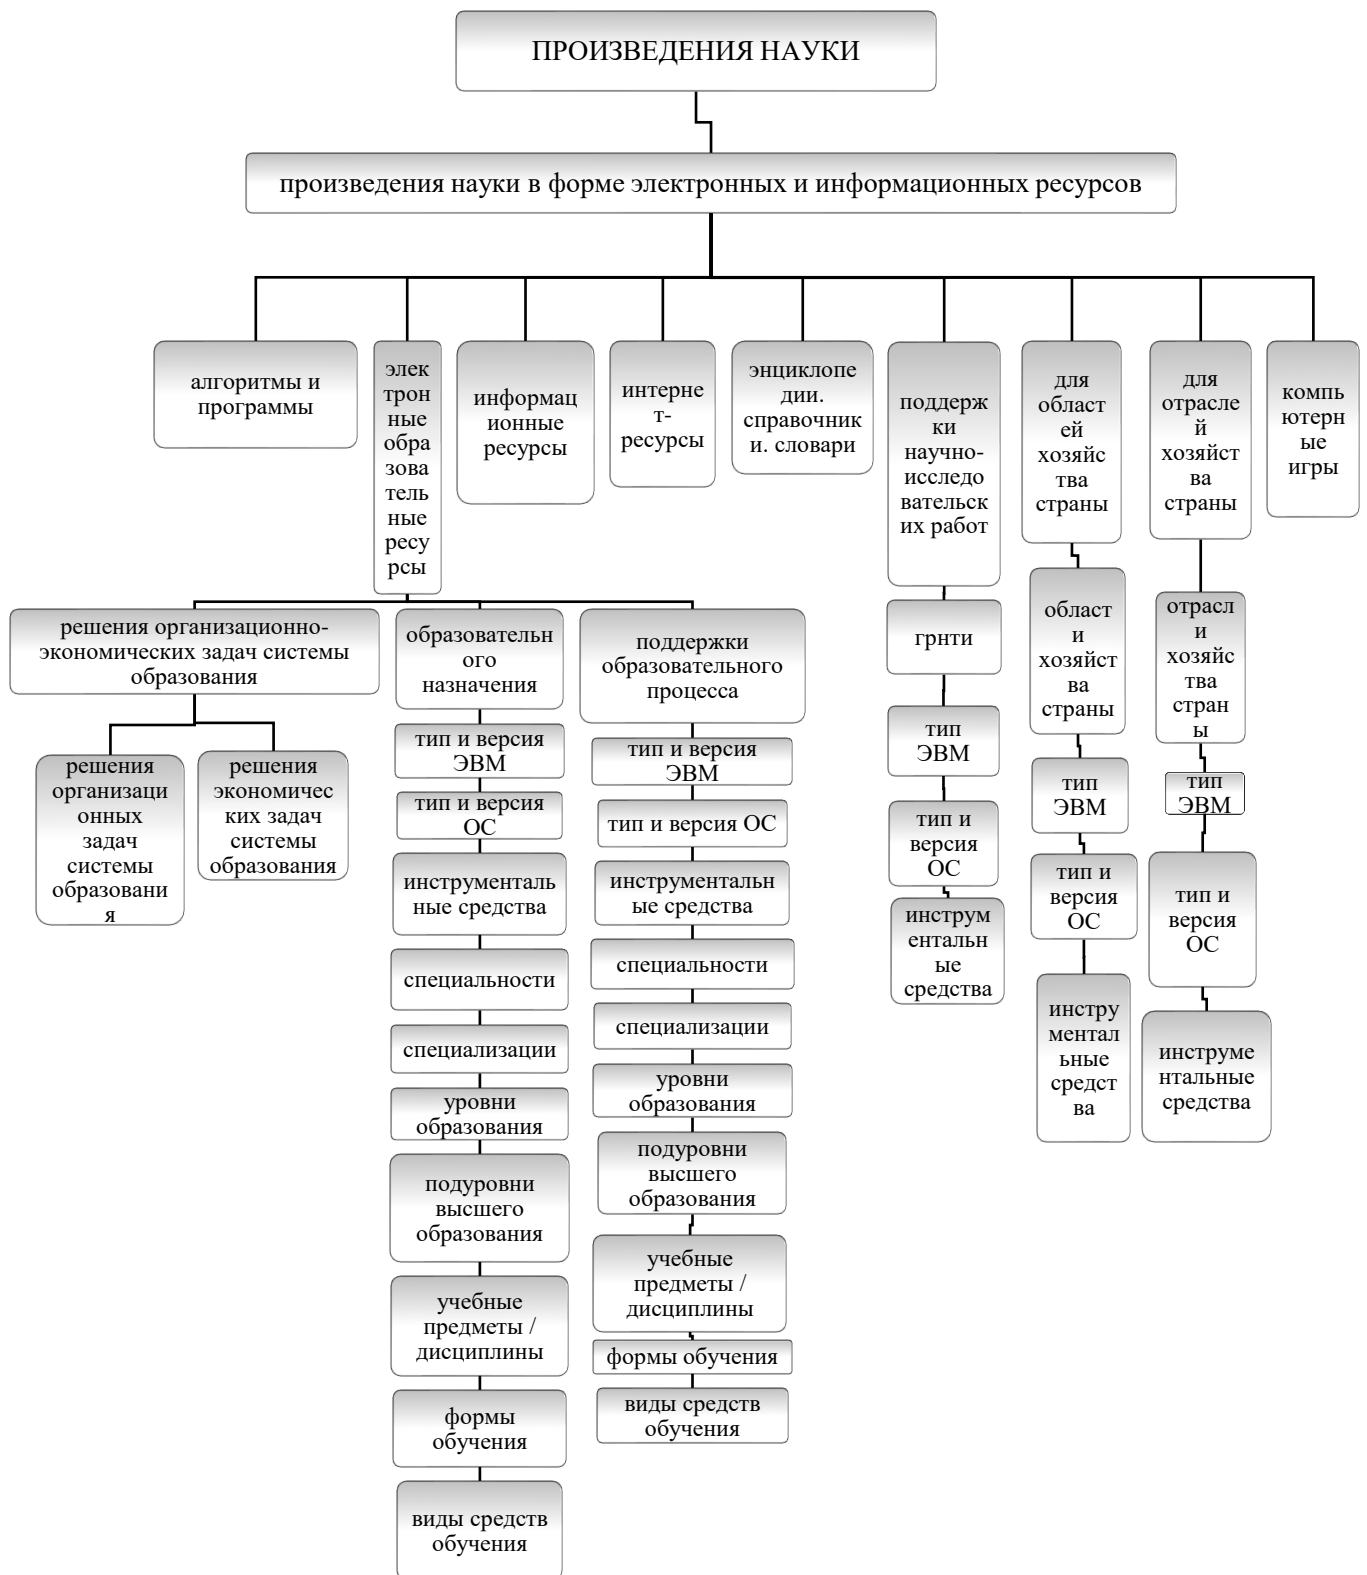 ПРОИЗВЕДЕНИЯ НАУКИ
произведения науки в форме электронных и информационных ресурсов
алгоритмы и
программы
элек
трон
ные
обра
зова
тель
ные
ресу
рсы
информац
ионные
ресурсы
интерне
т-
ресурсы
энциклопе
дии.
справочник
и. словари
поддерж
ки
научно-
исследо
вательск
их работ
для
област
ей
хозяйс
тва
страны
для
отрасле
й
хозяйст
ва
страны
компь
ютерн
ые
игры
решения организационно-
экономических задач системы
образования
решения
организаци
онных
задач
системы
образовани
я
решения
экономичес
ких задач
системы
образования
образовательн
ого
назначения
тип и версия
ЭВМ
тип и версия
ОС
инструменталь
ные средства
специальности
специализации
уровни
образования
подуровни
высшего
образования
учебные
предметы /
дисциплины
формы
обучения
виды средств
обучения
поддержки
образовательного
процесса
тип и версия
ЭВМ
тип и версия ОС
инструментальн
ые средства
специальности
специализации
уровни
образования
подуровни
высшего
образования
учебные
предметы /
дисциплины
формы обучения
виды средств
обучения
грнти
тип
ЭВМ
тип и
версия
ОС
инструм
ентальн
ые
средства
област
и
хозяйст
ва
страны
тип
ЭВМ
тип и
версия
ОС
инстру
ментал
ьные
средст
ва
отрасл
и
хозяйс
тва
стран
ы
тип
ЭВМ
тип и
версия
ОС
инструме
нтальные
средства